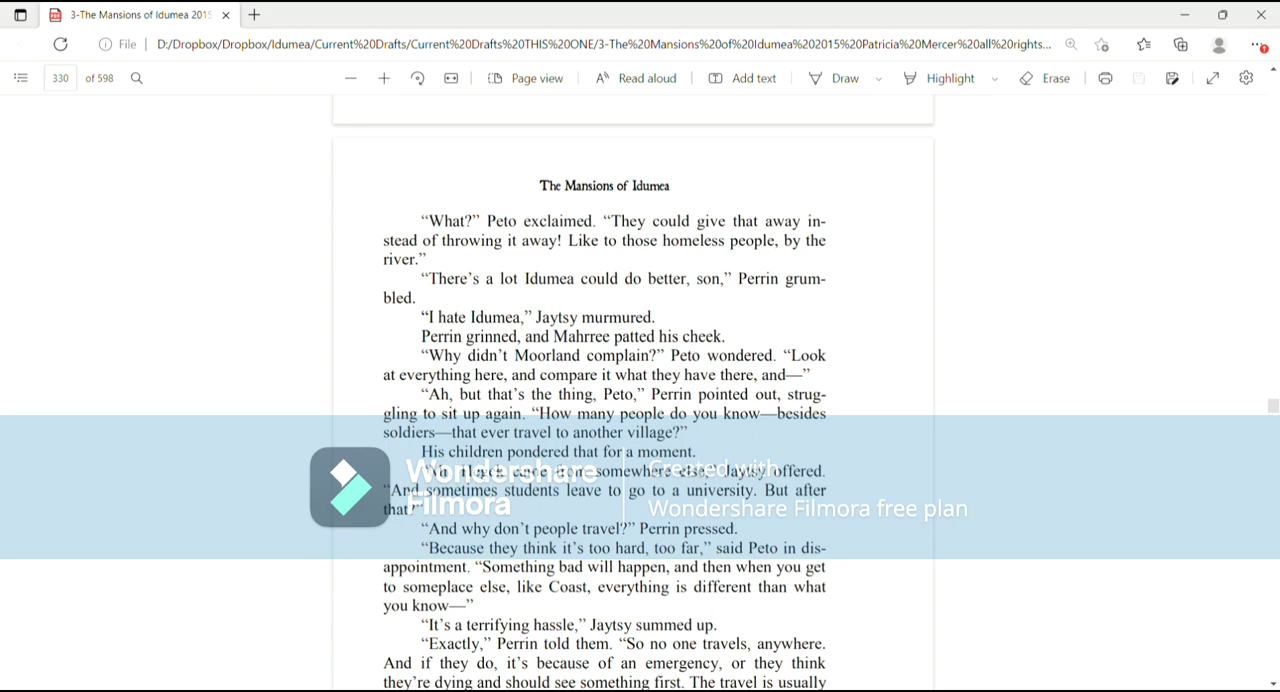 3-The Mansions of Idumea 2015
File
D:/Dropbox/Dropbox/Idumea/Current%20Drafts/Current%20Drafts%20THIS%20ONE/3-The%20Mansions%20of%20Idumea%202015%20Patricia%20Mercer%20all%20rights...
330 of 598 Page view Read aloud Add text Draw Highlight Erase
The Mansions of Idumea
“What?” Peto exclaimed. “They could give that away in-
stead of throwing it away! Like to those homeless people, by the
river.”
“There’s a lot Idumea could do better, son,” Perrin grum-
bled.
“I hate Idumea,” Jaytsy murmured.
Perrin grinned, and Mahrree patted his cheek.
“Why didn’t Moorland complain?” Peto wondered. “Look
at everything here, and compare it what they have there, and—”
“Ah, but that’s the thing, Peto,” Perrin pointed out, strug-
gling to sit up again. “How many people do you know—besides
soldiers—that ever travel to another village?”
His children pondered that for a moment.
somewhere else,” Jaytsy offered.
“And sometimes students leave to go to a university. But after
that?”
Wondershare
Filmora
Created with
Wondershare Filmora free plan
“And why don’t people travel?” Perrin pressed.
“Because they think it’s too hard, too far,” said Peto in dis-
appointment. “Something bad will happen, and then when you get
to someplace else, like Coast, everything is different than what
you know—”
“It’s a terrifying hassle,” Jaytsy summed up.
“Exactly,” Perrin told them. “So no one travels, anywhere.
And if they do, it’s because of an emergency, or they think
they’re dying and should see something first. The travel is usually